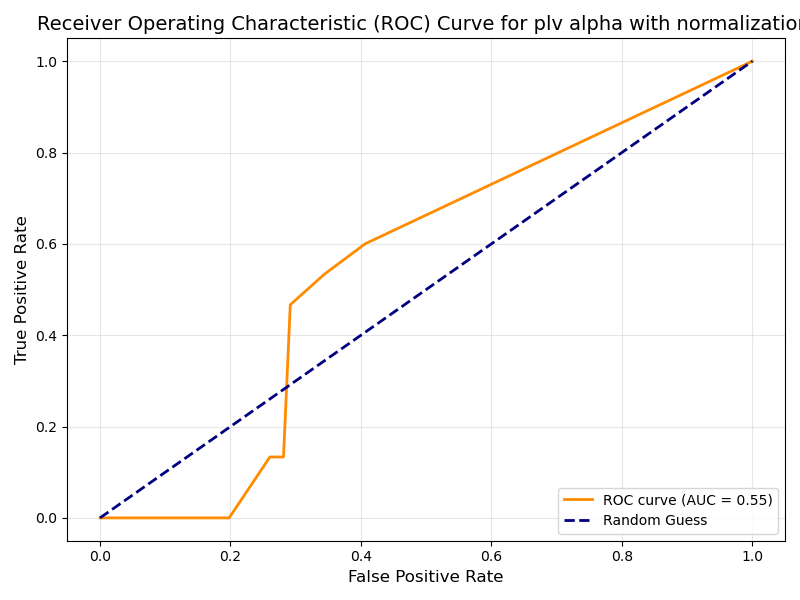 Receiver Operating Characteristic (ROC) Curve for plv alpha with normalization
1.0
0.8
0.6
0.4
0.2
0.0
True Positive Rate
ROC curve (AUC = 0.55)
Random Guess
0.0 0.2 0.4 0.6 0.8 1.0
False Positive Rate